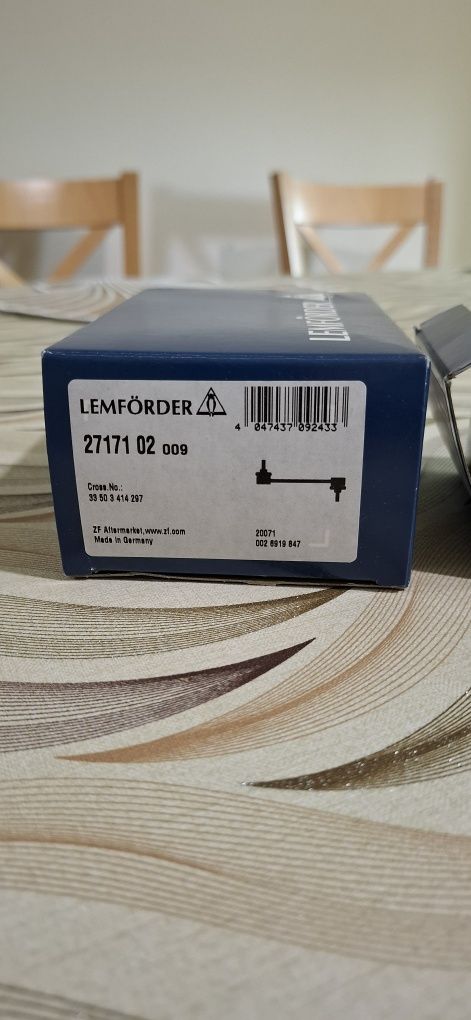 LEMFÖRDER
LEMFÖRDER
4 047437 092433
27171 02 009
Cross.No.:
33 50 3 414 297
ZF Aftermarket,www.zf.com
Made in Germany
20071
002 6919 847